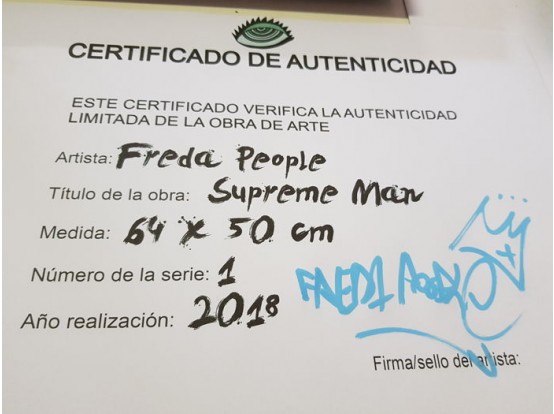 CERTIFICADO DE AUTENTICIDAD
ESTE CERTIFICADO VERIFICA LA AUTENTICIDAD
LIMITADA DE LA OBRA DE ARTE
Artista: Freda People
Título de la obra: Supreme Man
Medida: 64 x 50 cm
Número de la serie: 1
Año realización: 2018
Firma/sello del artista: